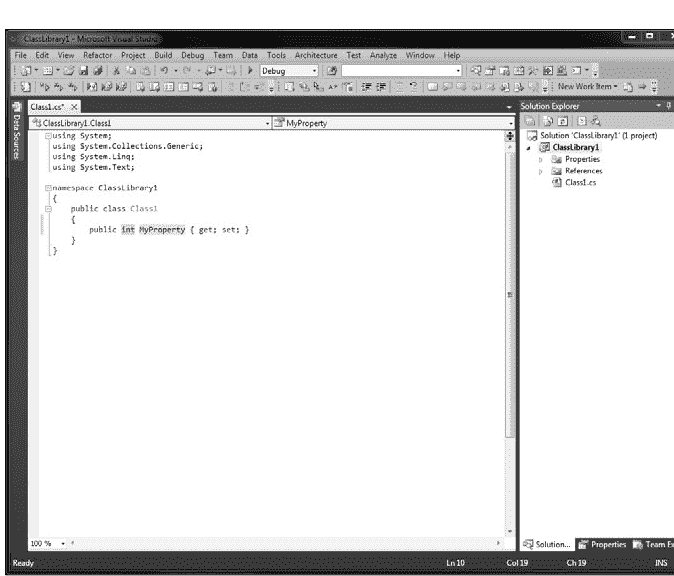 ClassLibrary1 - Microsoft Visual Studio
File Edit View Refactor Project Build Debug Team Data Tools Architecture Test Analyze Window Help
Debug
New Work Item
Class1.cs* X
Solution Explorer
Data Sources
ClassLibrary1.Class1 MyProperty
using System;
using System.Collections.Generic;
using System.Linq;
using System.Text;
namespace ClassLibrary1
{
public class Class1
{
public int MyProperty { get; set; }
}
}
Solution 'ClassLibrary1' (1 project)
ClassLibrary1
Properties
References
Class1.cs
100 %
Solution... Properties Team Ex
Ready Ln 10 Col 19 Ch 19 INS